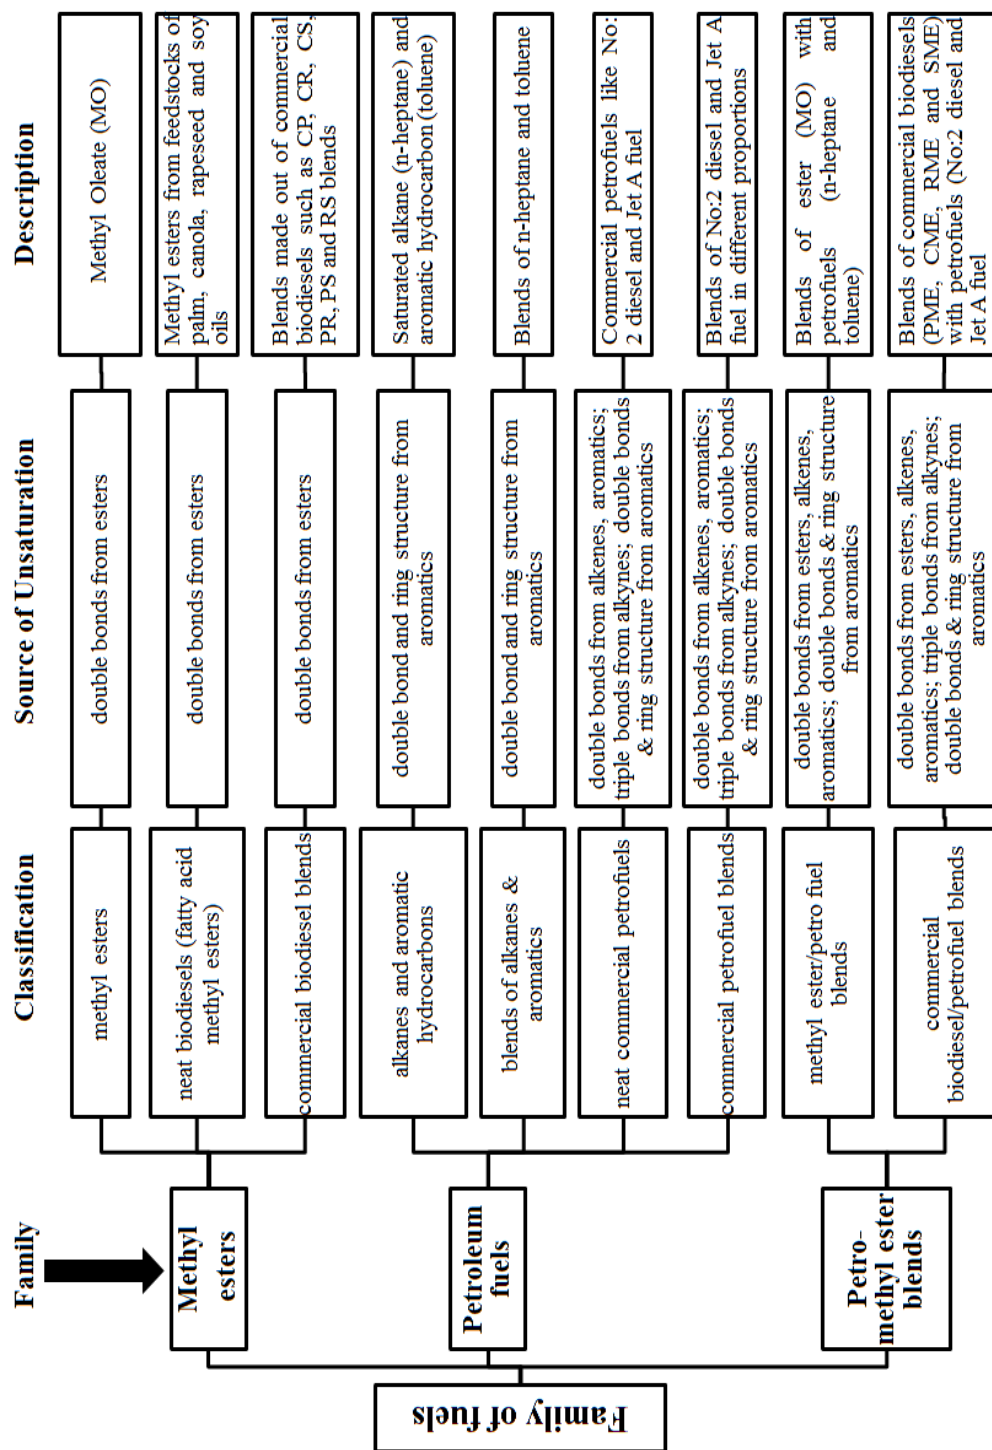 Family
Classification
Source of Unsaturation
Description
Family of fuels
Methyl
esters
methyl esters
double bonds from esters
Methyl Oleate (MO)
neat biodiesels (fatty acid
methyl esters)
double bonds from esters
Methyl esters from feedstocks of
palm, canola, rapeseed and soy
oils
commercial biodiesel blends
double bonds from esters
Blends made out of commercial
biodiesels such as CP, CR, CS,
PR, PS and RS blends
Petroleum
fuels
alkanes and aromatic
hydrocarbons
double bond and ring structure from
aromatics
Saturated alkane (n-heptane) and
aromatic hydrocarbon (toluene)
blends of alkanes &
aromatics
double bond and ring structure from
aromatics
Blends of n-heptane and toluene
neat commercial petrofuels
double bonds from alkenes, aromatics;
triple bonds from alkynes; double bonds
& ring structure from aromatics
Commercial petrofuels like No:
2 diesel and Jet A fuel
commercial petrofuel blends
double bonds from alkenes, aromatics;
triple bonds from alkynes; double bonds
& ring structure from aromatics
Blends of No:2 diesel and Jet A
fuel in different proportions
Petro-
methyl ester
blends
methyl ester/petro fuel
blends
double bonds from esters, alkenes,
aromatics; double bonds & ring structure
from aromatics
Blends of ester (MO) with
petrofuels (n-heptane and
toluene)
commercial
biodiesel/petrofuel blends
double bonds from esters, alkenes,
aromatics; triple bonds from alkynes;
double bonds & ring structure from
aromatics
Blends of commercial biodiesels
(PME, CME, RME and SME)
with petrofuels (No:2 diesel and
Jet A fuel